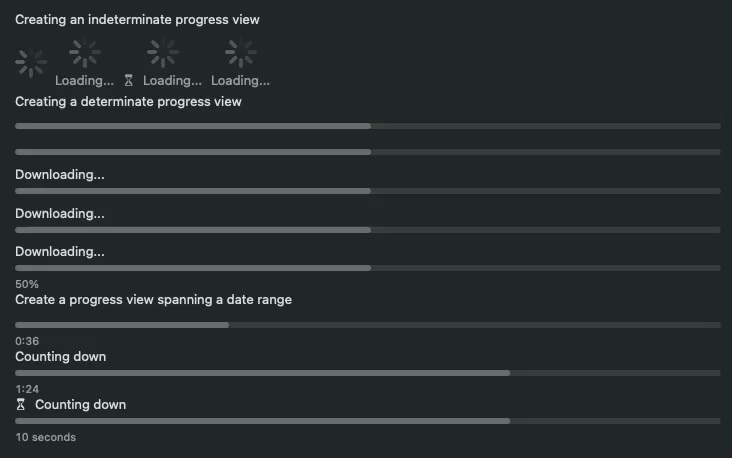 Creating an indeterminate progress view
Loading... Loading... Loading...
Creating a determinate progress view
Downloading...
Downloading...
Downloading...
50%
Create a progress view spanning a date range
0:36
Counting down
1:24
Counting down
10 seconds